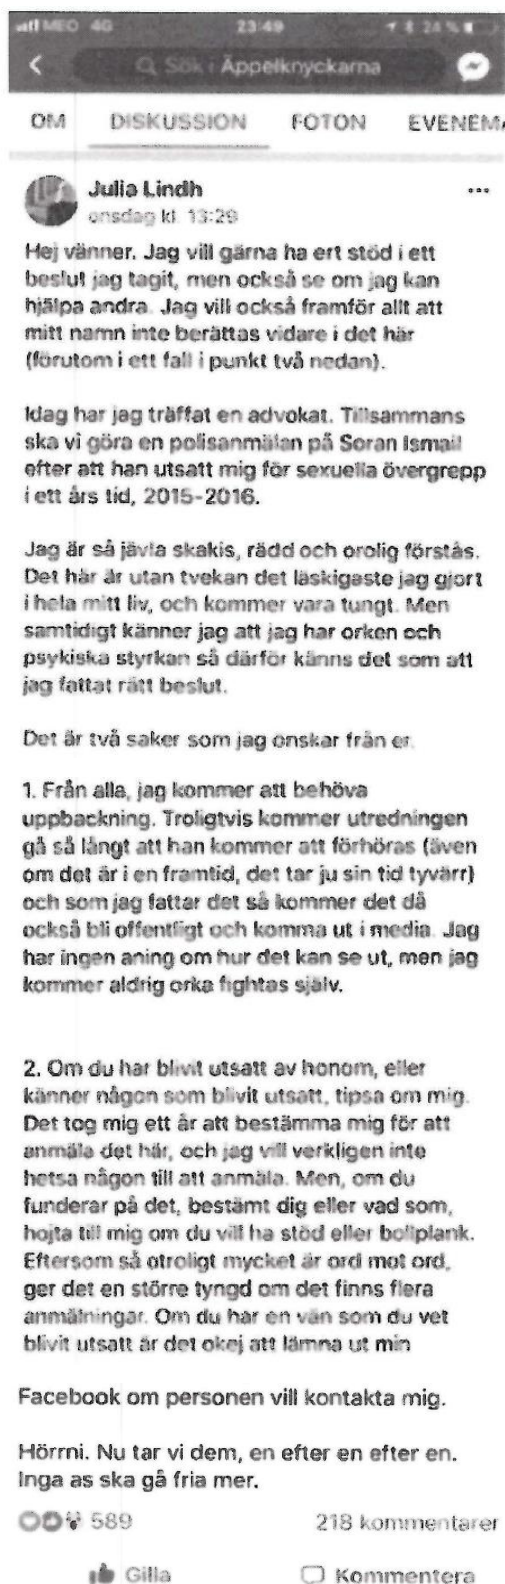 MEO 4G 23:49 24 %
Sök i Äppelknyckarna
OM DISKUSSION FOTON EVENEMA
Julia Lindh
onsdag kl. 13:29
Hej vänner. Jag vill gärna ha ert stöd i ett
beslut jag tagit, men också se om jag kan
hjälpa andra. Jag vill också framför allt att
mitt namn inte berättas vidare i det här
(förutom i ett fall i punkt två nedan).
Idag har jag träffat en advokat. Tillsammans
ska vi göra en polisanmälan på Soran Ismail
efter att han utsatt mig för sexuella övergrepp
i ett års tid, 2015-2016.
Jag är så jävla skakis, rädd och orolig förstås.
Det här är utan tvekan det läskigaste jag gjort
i hela mitt liv, och kommer vara tungt. Men
samtidigt känner jag att jag har orken och
psykiska styrkan så därför känns det som att
jag fattat rätt beslut.
Det är två saker som jag önskar från er.
1. Från alla, jag kommer att behöva
uppbackning. Troligtvis kommer utredningen
gå så långt att han kommer att förhöras (även
om det är i en framtid, det tar ju sin tid tyvärr)
och som jag fattar det så kommer det då
också bli offentligt och komma ut i media. Jag
har ingen aning om hur det kan se ut, men jag
kommer aldrig orka fightas själv.
2. Om du har blivit utsatt av honom, eller
känner någon som blivit utsatt, tipsa om mig.
Det tog mig ett år att bestämma mig för att
anmäla det här, och jag vill verkligen inte
hetsa någon till att anmäla. Men, om du
funderar på det, bestämt dig eller vad som,
hojta till mig om du vill ha stöd eller bollplank.
Eftersom så otroligt mycket är ord mot ord,
ger det en större tyngd om det finns flera
anmälningar. Om du har en vän som du vet
blivit utsatt är det okej att lämna ut min
Facebook om personen vill kontakta mig.
Hörrni. Nu tar vi dem, en efter en efter en.
Inga as ska gå fria mer.
589 218 kommentarer
Gilla Kommentera